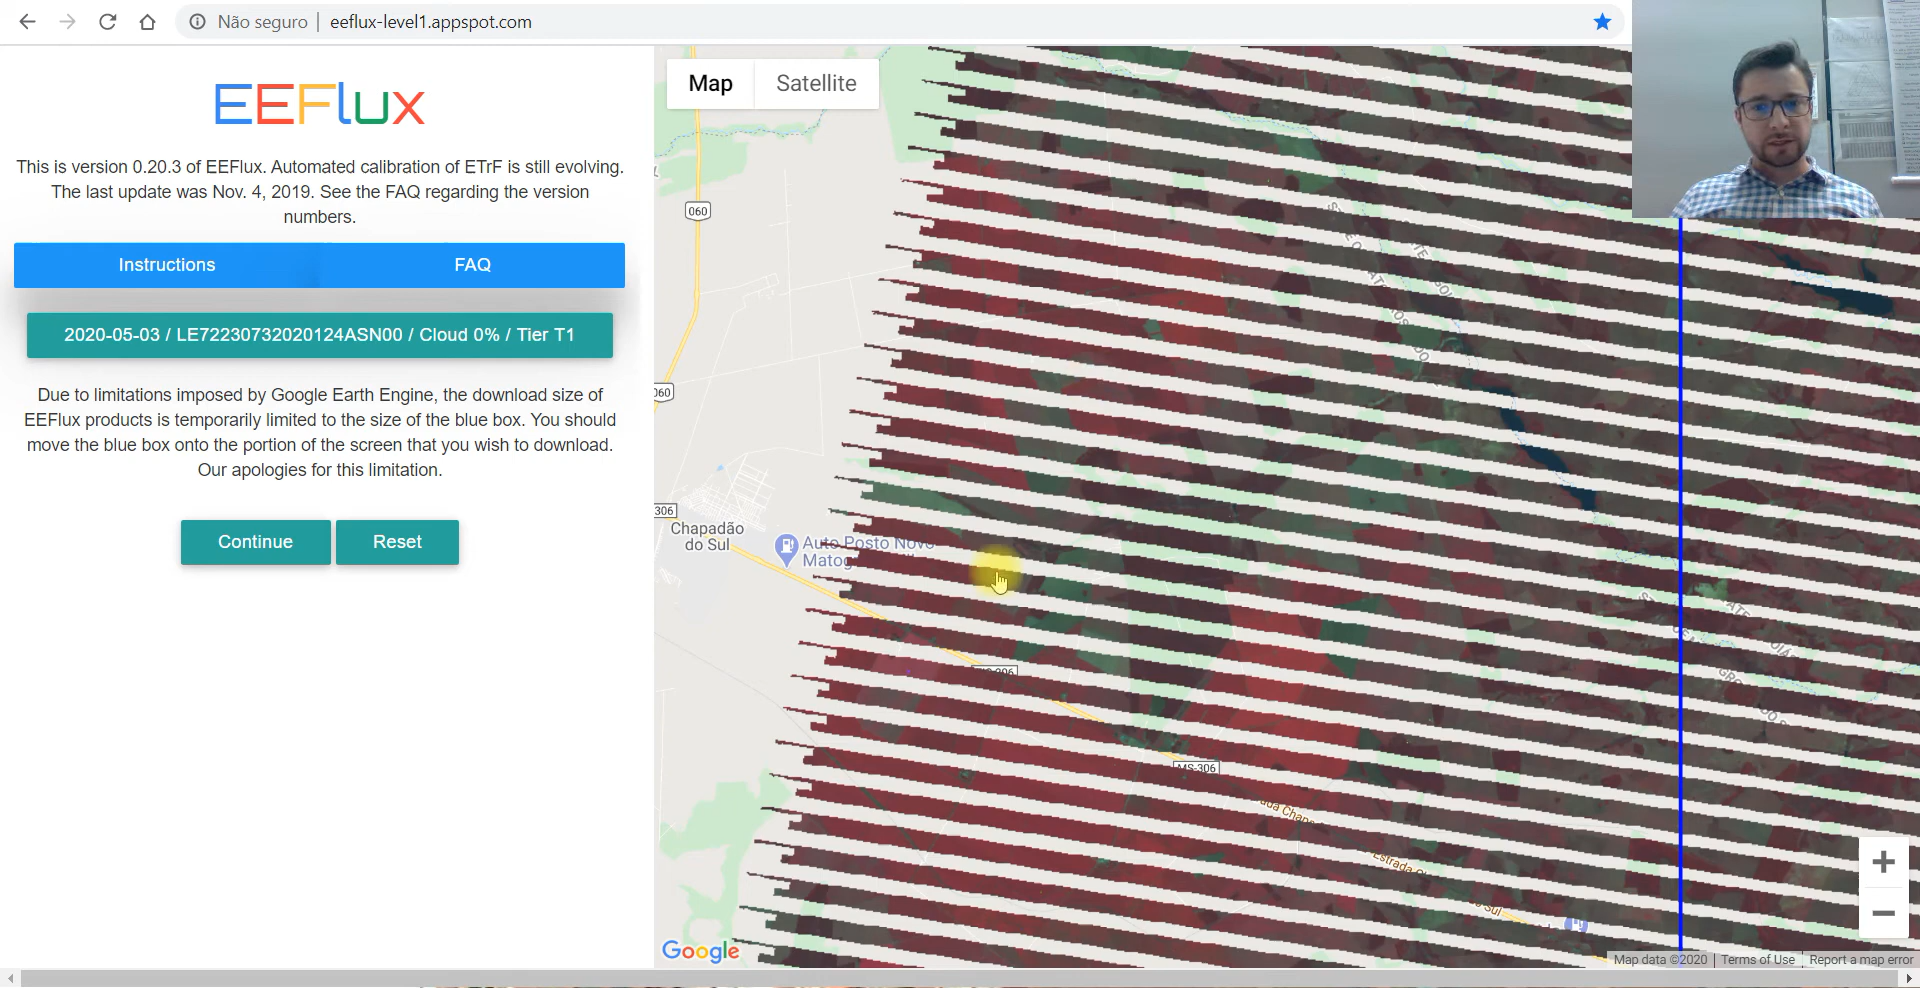 Não seguro | eeflux-level1.appspot.com
EEFlux
This is version 0.20.3 of EEFlux. Automated calibration of ETrF is still evolving.
The last update was Nov. 4, 2019. See the FAQ regarding the version
numbers.
Instructions
FAQ
2020-05-03 / LE72230732020124ASN00 / Cloud 0% / Tier T1
Due to limitations imposed by Google Earth Engine, the download size of
EEFlux products is temporarily limited to the size of the blue box. You should
move the blue box onto the portion of the screen that you wish to download.
Our apologies for this limitation.
Continue
Reset
Map
Satellite
060
060
306
Chapadão
do Sul
Auto Posto Novo
Matog
MS-306
Estrada
do Sul
Google
Map data ©2020
Terms of Use
Report a map error